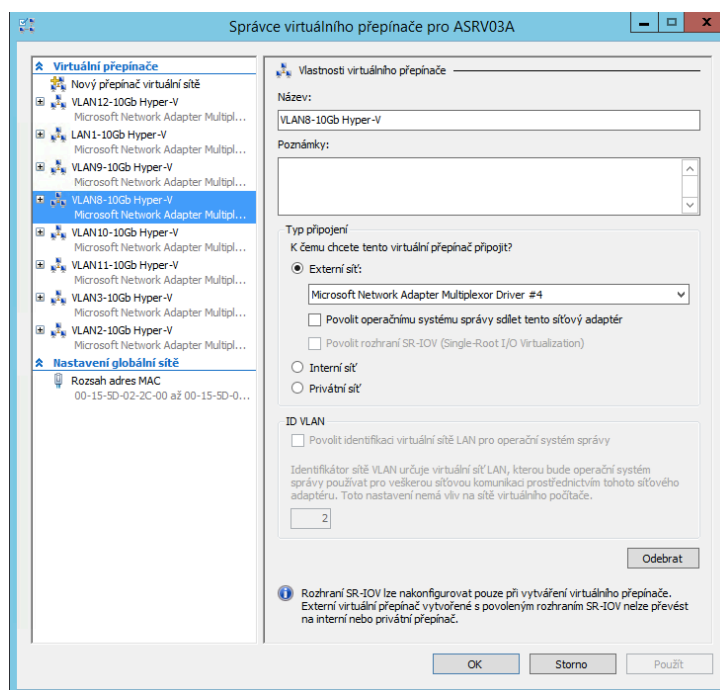 Správce virtuálního přepínače pro ASRV03A
Virtuální přepínače
Nový přepínač virtuální sítě
VLAN12-10Gb Hyper-V
Microsoft Network Adapter Multipl...
LAN1-10Gb Hyper-V
Microsoft Network Adapter Multipl...
VLAN9-10Gb Hyper-V
Microsoft Network Adapter Multipl...
VLAN8-10Gb Hyper-V
Microsoft Network Adapter Multipl...
VLAN10-10Gb Hyper-V
Microsoft Network Adapter Multipl...
VLAN11-10Gb Hyper-V
Microsoft Network Adapter Multipl...
VLAN3-10Gb Hyper-V
Microsoft Network Adapter Multipl...
VLAN2-10Gb Hyper-V
Microsoft Network Adapter Multipl...
Nastavení globální sítě
Rozsah adres MAC
00-15-5D-02-2C-00 až 00-15-5D-0...
Vlastnosti virtuálního přepínače
Název:
VLAN8-10Gb Hyper-V
Poznámky:
Typ připojení
K čemu chcete tento virtuální přepínač připojit?
Externí síť:
Microsoft Network Adapter Multiplexor Driver #4
Povolit operačnímu systému správy sdílet tento síťový adaptér
Povolit rozhraní SR-IOV (Single-Root I/O Virtualization)
Interní síť
Privátní síť
ID VLAN
Povolit identifikaci virtuální sítě LAN pro operační systém správy
Identifikátor sítě VLAN určuje virtuální síť LAN, kterou bude operační systém
správy používat pro veškerou síťovou komunikaci prostřednictvím tohoto síťového
adaptéru. Toto nastavení nemá vliv na sítě virtuálního počítače.
2
Odebrat
Rozhraní SR-IOV lze nakonfigurovat pouze při vytváření virtuálního přepínače.
Externí virtuální přepínač vytvořené s povoleným rozhraním SR-IOV nelze převést
na interní nebo privátní přepínač.
OK
Storno
Použít